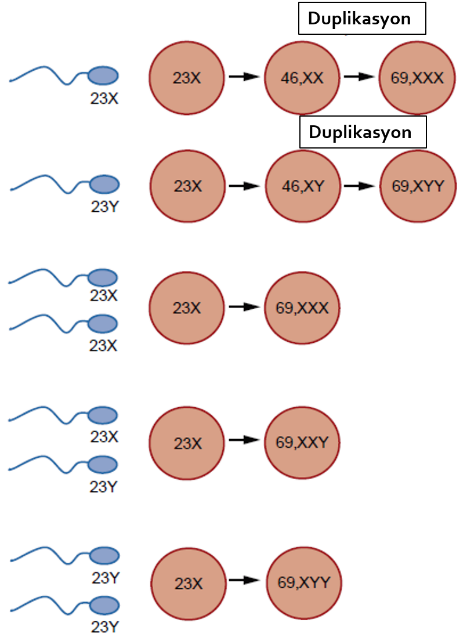 Duplikasyon
23X
23X
46,XX
69,XXX
Duplikasyon
23Y
23X
46,XY
69,XYY
23X
23X
23X
69,XXX
23X
23Y
23X
69,XXY
23Y
23Y
23X
69,XYY